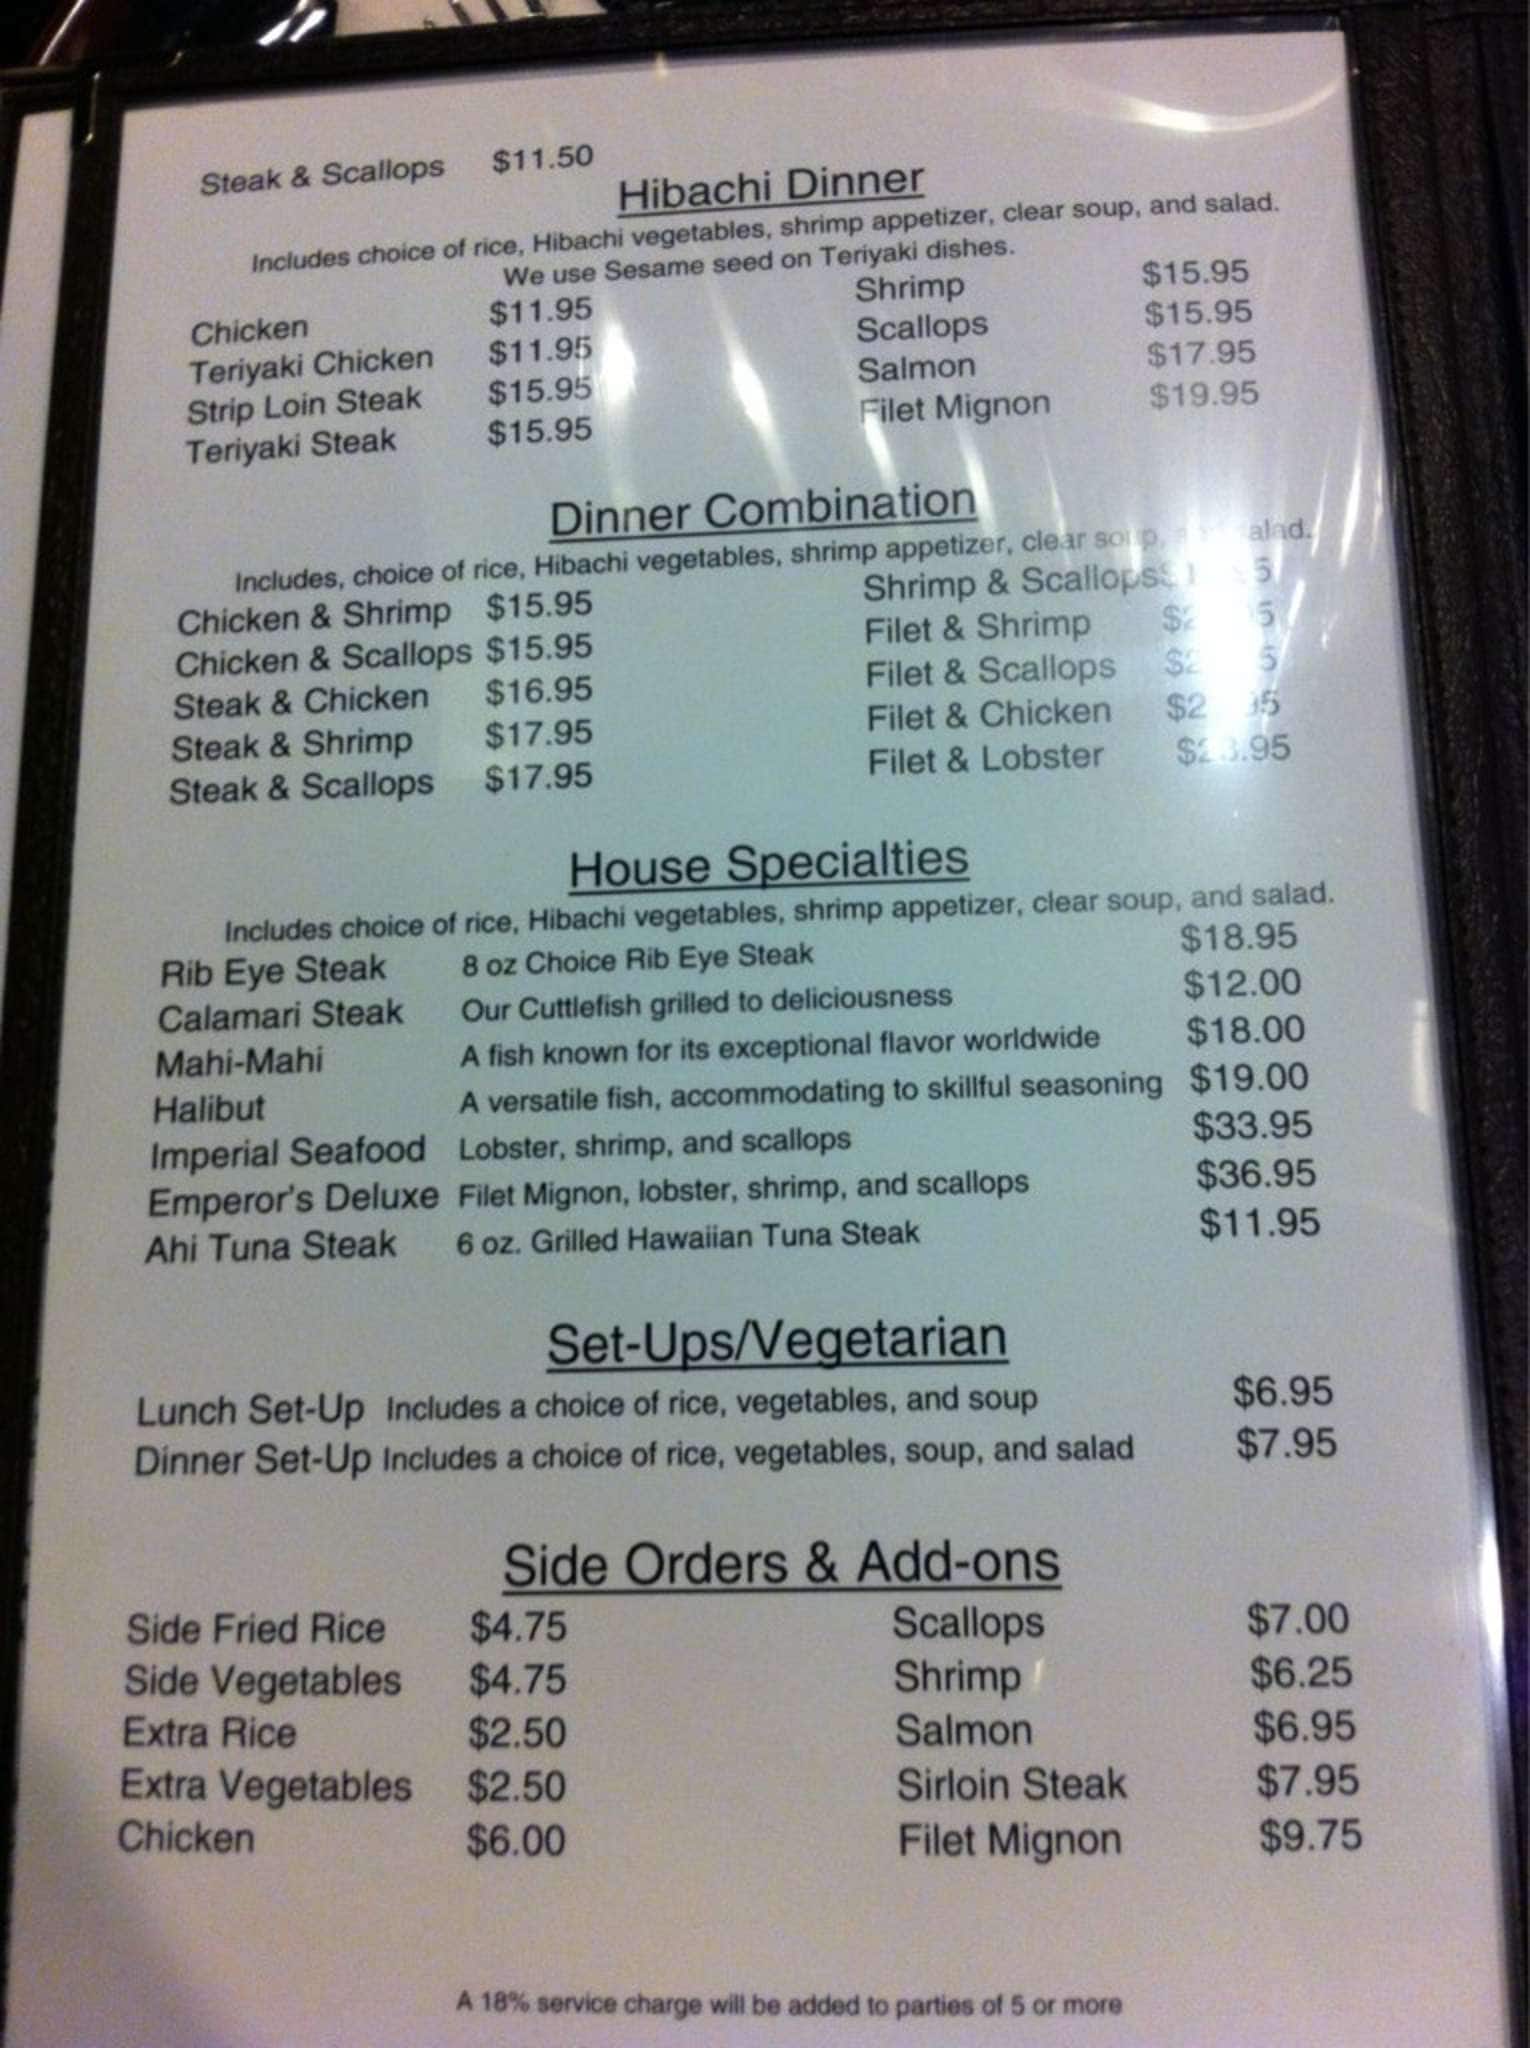 Steak & Scallops $11.50
Hibachi Dinner
Includes choice of rice, Hibachi vegetables, shrimp appetizer, clear soup, and salad.
We use Sesame seed on Teriyaki dishes.
Chicken $11.95 Shrimp $15.95
Teriyaki Chicken $11.95 Scallops $15.95
Strip Loin Steak $15.95 Salmon $17.95
Teriyaki Steak $15.95 Filet Mignon $19.95
Dinner Combination
Includes, choice of rice, Hibachi vegetables, shrimp appetizer, clear soup, and salad.
Chicken & Shrimp $15.95 Shrimp & Scallops
Chicken & Scallops $15.95 Filet & Shrimp
Steak & Chicken $16.95 Filet & Scallops
Steak & Shrimp $17.95 Filet & Chicken
Steak & Scallops $17.95 Filet & Lobster
House Specialties
Includes choice of rice, Hibachi vegetables, shrimp appetizer, clear soup, and salad.
Rib Eye Steak 8 oz Choice Rib Eye Steak $18.95
Calamari Steak Our Cuttlefish grilled to deliciousness $12.00
Mahi-Mahi A fish known for its exceptional flavor worldwide $18.00
Halibut A versatile fish, accommodating to skillful seasoning $19.00
Imperial Seafood Lobster, shrimp, and scallops $33.95
Emperor's Deluxe Filet Mignon, lobster, shrimp, and scallops $36.95
Ahi Tuna Steak 6 oz. Grilled Hawaiian Tuna Steak $11.95
Set-Ups/Vegetarian
Lunch Set-Up Includes a choice of rice, vegetables, and soup $6.95
Dinner Set-Up Includes a choice of rice, vegetables, soup, and salad $7.95
Side Orders & Add-ons
Side Fried Rice $4.75 Scallops $7.00
Side Vegetables $4.75 Shrimp $6.25
Extra Rice $2.50 Salmon $6.95
Extra Vegetables $2.50 Sirloin Steak $7.95
Chicken $6.00 Filet Mignon $9.75
A 18% service charge will be added to parties of 5 or more